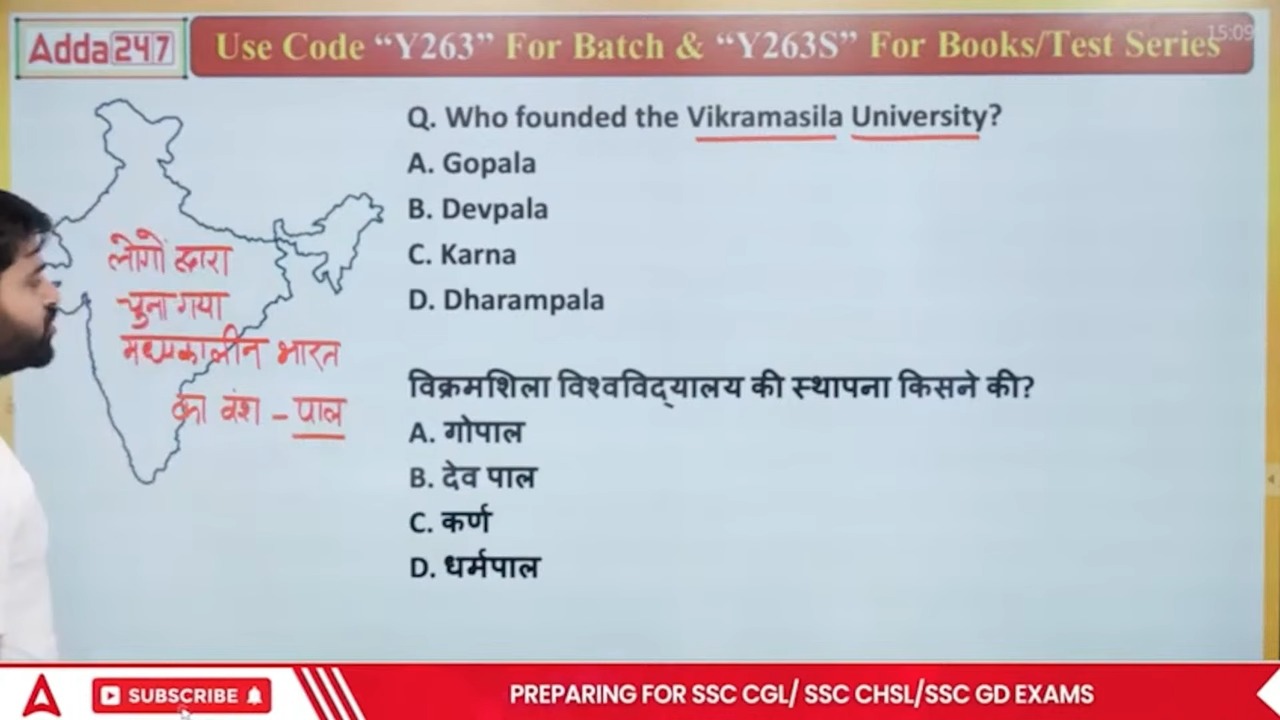 Adda247
Use Code “Y263” For Batch & “Y263S” For Books/Test Series
15:09
Q. Who founded the Vikramasila University?
A. Gopala
B. Devpala
C. Karna
D. Dharampala
लोगों द्वारा
चुना गया
मध्यकालीन भारत
का वंश – पाल
विक्रमशिला विश्वविद्यालय की स्थापना किसने की?
A. गोपाल
B. देव पाल
C. कर्ण
D. धर्मपाल
SUBSCRIBE
PREPARING FOR SSC CGL/ SSC CHSL/SSC GD EXAMS